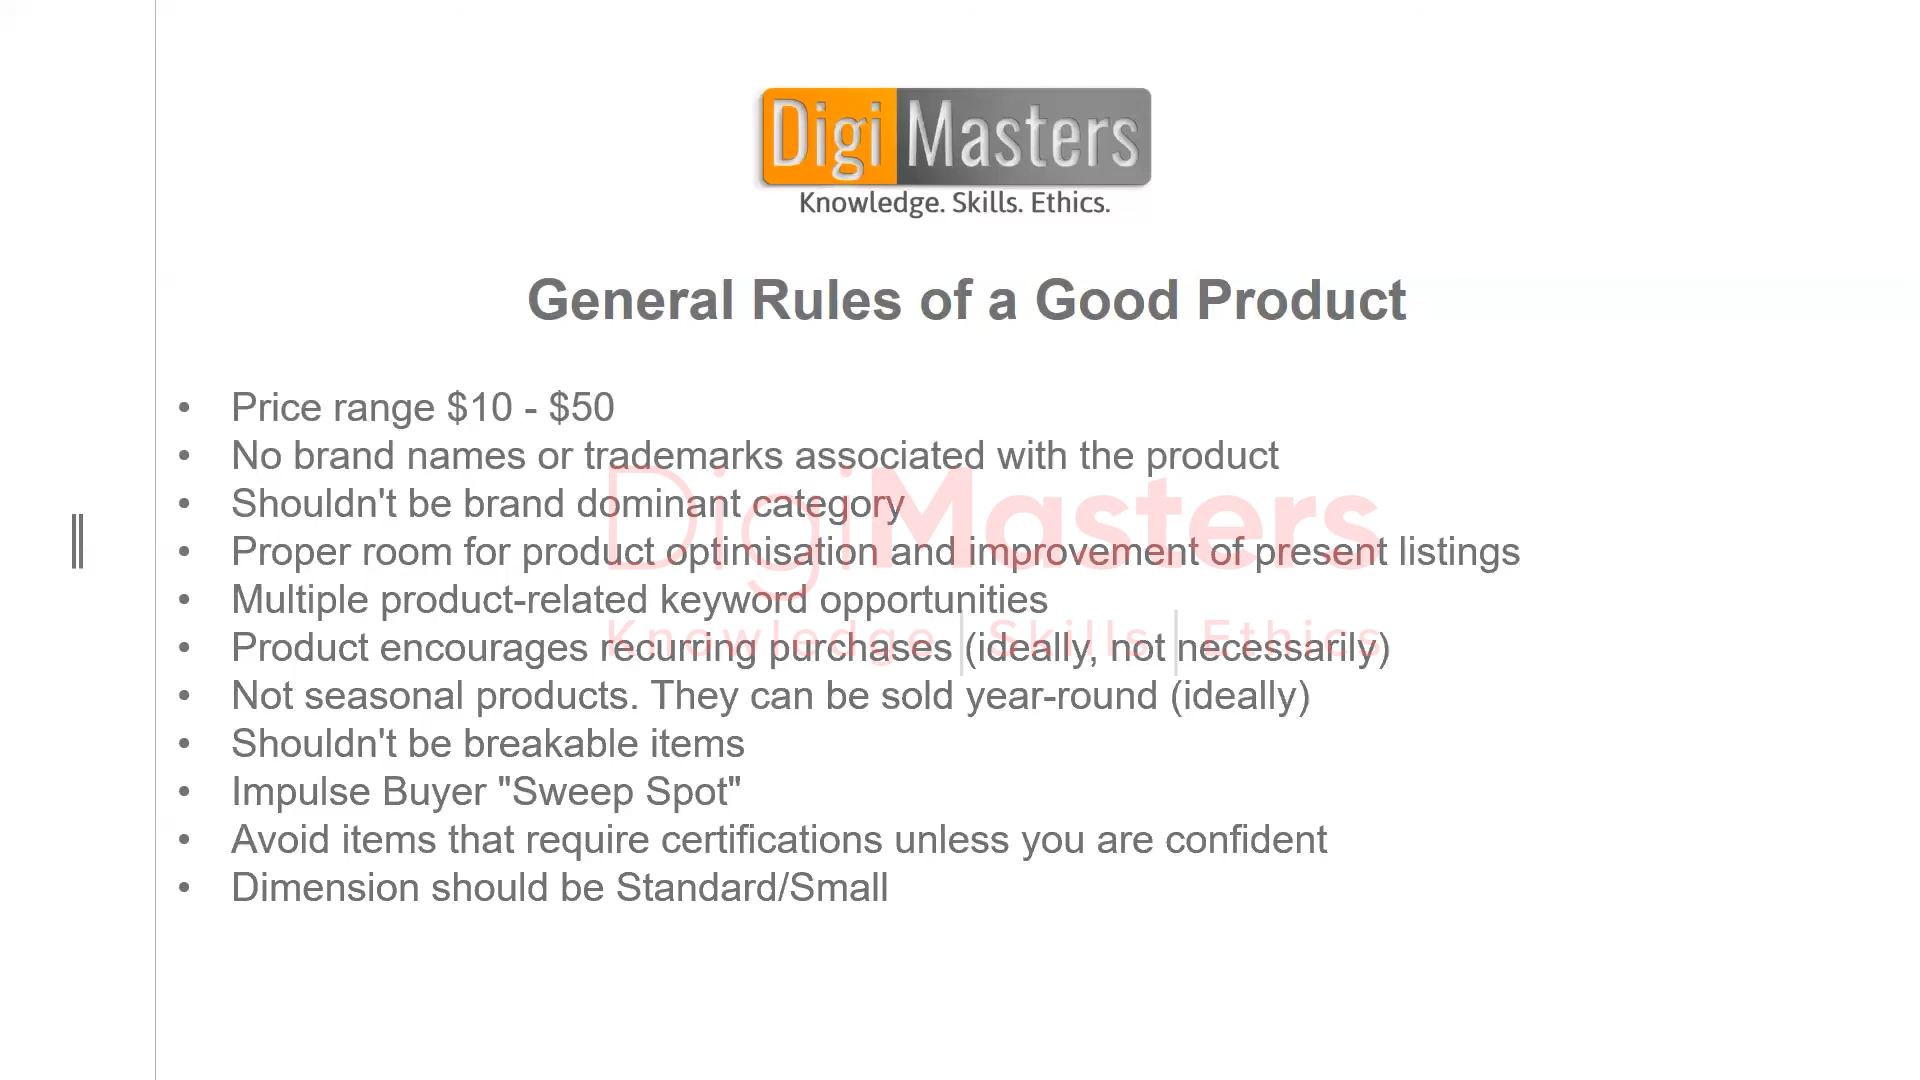 Digi Masters
Knowledge. Skills. Ethics.
General Rules of a Good Product
• Price range $10 - $50
• No brand names or trademarks associated with the product
• Shouldn't be brand dominant category
• Proper room for product optimisation and improvement of present listings
• Multiple product-related keyword opportunities
• Product encourages recurring purchases (ideally, not necessarily)
• Not seasonal products. They can be sold year-round (ideally)
• Shouldn't be breakable items
• Impulse Buyer "Sweep Spot"
• Avoid items that require certifications unless you are confident
• Dimension should be Standard/Small
DigiMasters
Knowledge | Skills | Ethics